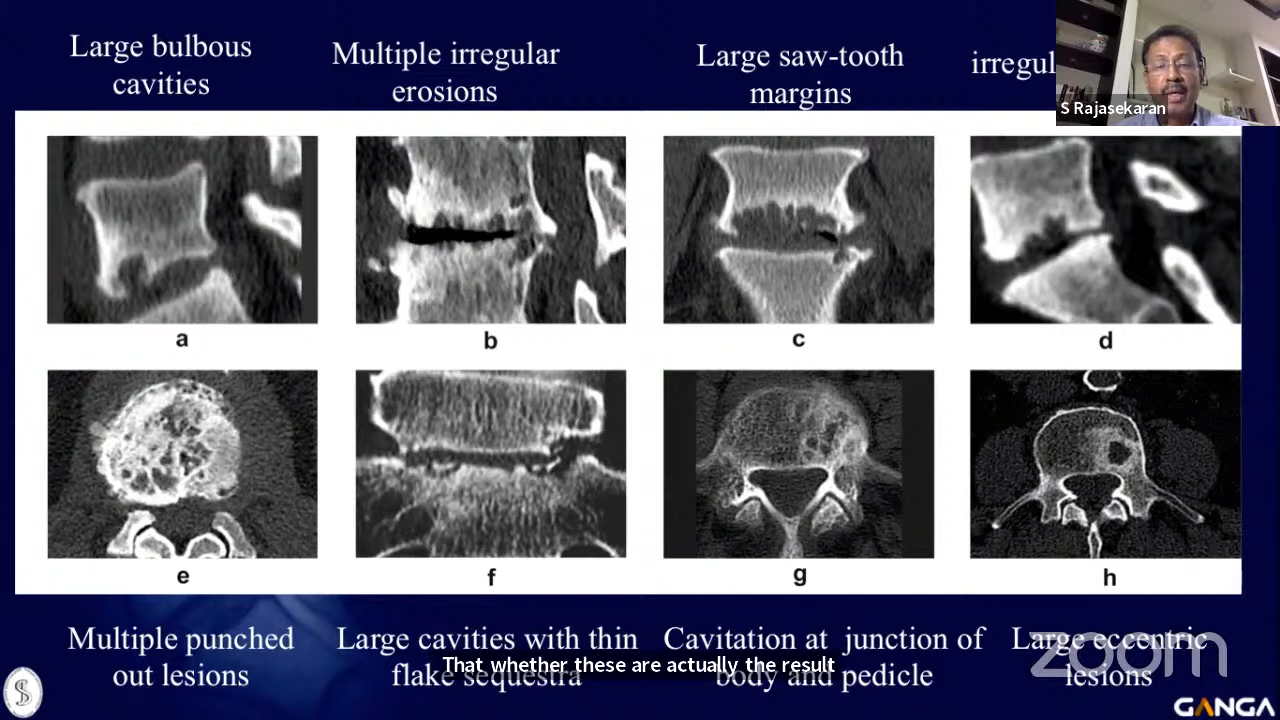 Large bulbous
cavities
Multiple irregular
erosions
Large saw-tooth
margins
S Rajasekaran
a
b
c
d
e
f
g
h
Multiple punched
out lesions
Large cavities with thin
flake sequestra
Cavitation at junction of
body and pedicle
Large eccentric
lesions
That whether these are actually the result
zoom
GANGA